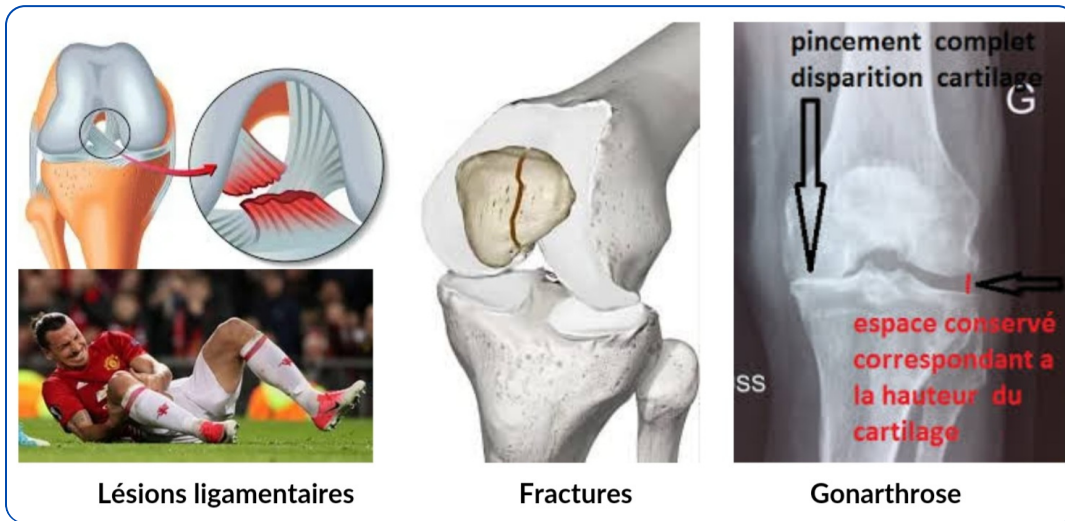 pincement complet
disparition cartilage
G
espace conservé
correspondant a
la hauteur du
cartilage
ss
Lésions ligamentaires
Fractures
Gonarthrose